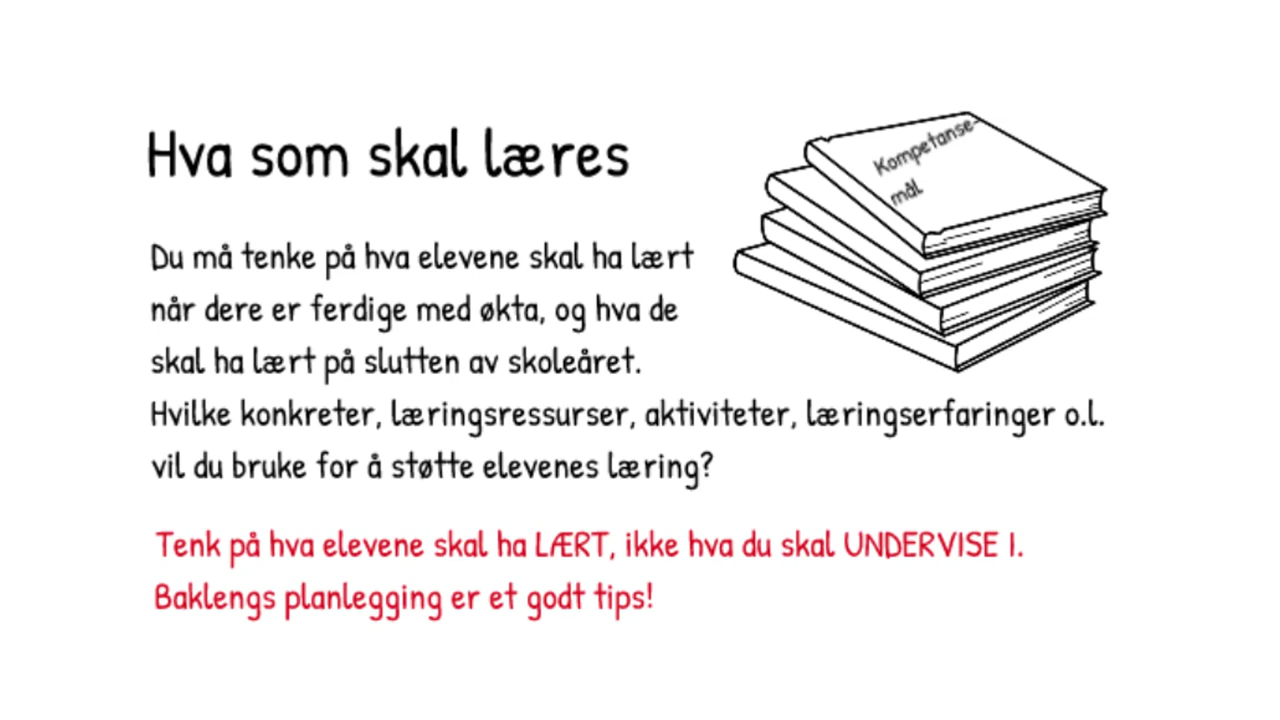 Hva som skal læres
Kompetanse-
mål
Du må tenke på hva elevene skal ha lært
når dere er ferdige med økta, og hva de
skal ha lært på slutten av skoleåret.
Hvilke konkreter, læringsressurser, aktiviteter, læringserfaringer o.l.
vil du bruke for å støtte elevenes læring?
Tenk på hva elevene skal ha LÆRT, ikke hva du skal UNDERVISE I.
Baklengs planlegging er et godt tips!